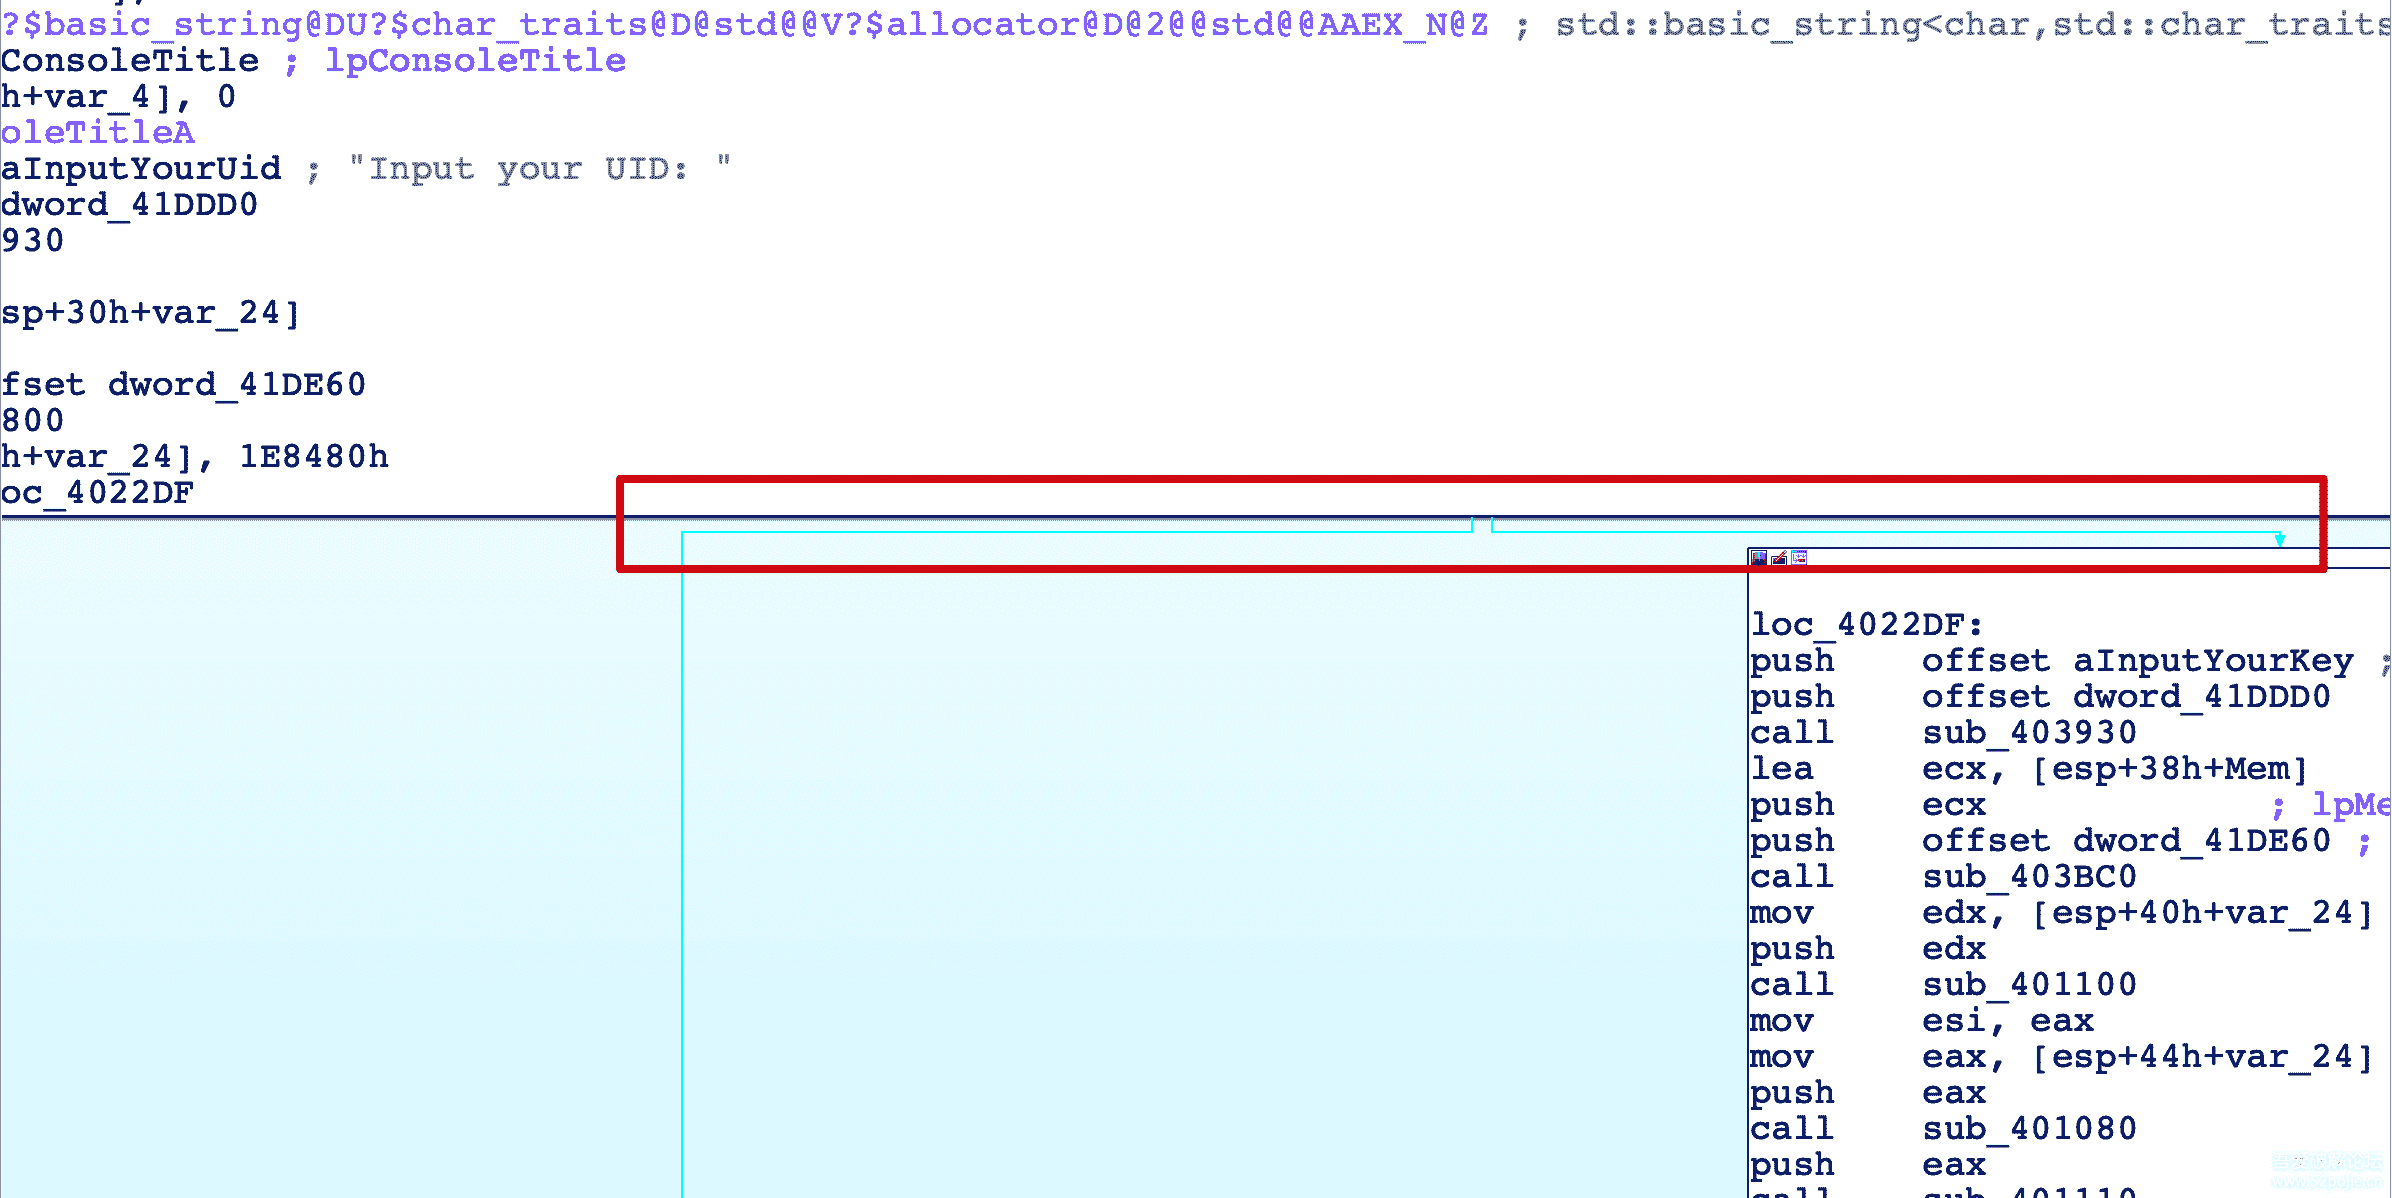 ?$basic_string@DU?$char_traits@D@std@@V?$allocator@D@2@@std@@AAEX_N@Z ; std::basic_string<char,std::char_traits
ConsoleTitle ; lpConsoleTitle
h+var_4], 0
oleTitleA
aInputYourUid ; "Input your UID: "
dword_41DDD0
930
sp+30h+var_24]
fset dword_41DE60
800
h+var_24], 1E8480h
oc_4022DF
loc_4022DF:
push offset aInputYourKey ;
push offset dword_41DDD0
call sub_403930
lea ecx, [esp+38h+Mem]
push ecx ; lpMe
push offset dword_41DE60 ;
call sub_403BC0
mov edx, [esp+40h+var_24]
push edx
call sub_401100
mov esi, eax
mov eax, [esp+44h+var_24]
push eax
call sub_401080
push eax
call sub_401110